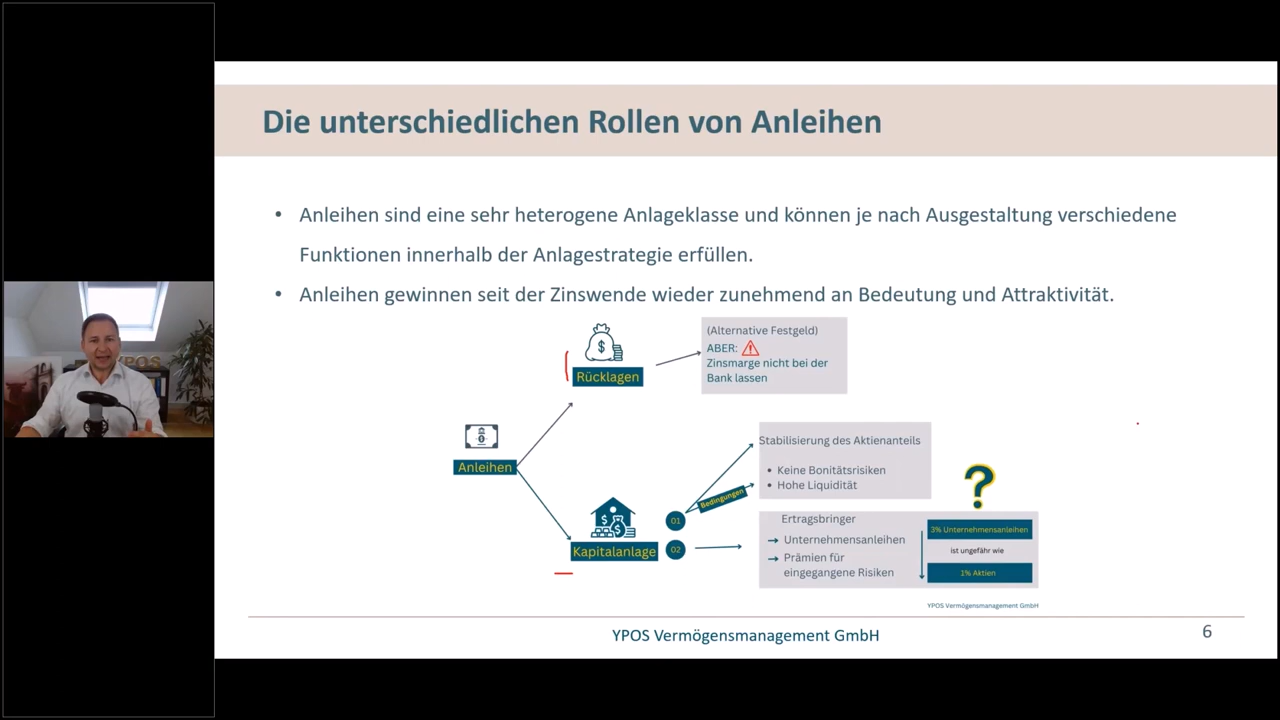 Die unterschiedlichen Rollen von Anleihen
• Anleihen sind eine sehr heterogene Anlageklasse und können je nach Ausgestaltung verschiedene
Funktionen innerhalb der Anlagestrategie erfüllen.
• Anleihen gewinnen seit der Zinswende wieder zunehmend an Bedeutung und Attraktivität.
Rücklagen
(Alternative Festgeld)
ABER:
Zinsmarge nicht bei der
Bank lassen
YPOS
Anleihen
Kapitalanlage
01
02
Bedingungen
Stabilisierung des Aktienanteils
• Keine Bonitätsrisiken
• Hohe Liquidität
?
Ertragsbringer
→ Unternehmensanleihen
→ Prämien für
eingegangene Risiken
3% Unternehmensanleihen
ist ungefähr wie
1% Aktien
YPOS Vermögensmanagement GmbH
YPOS Vermögensmanagement GmbH
6